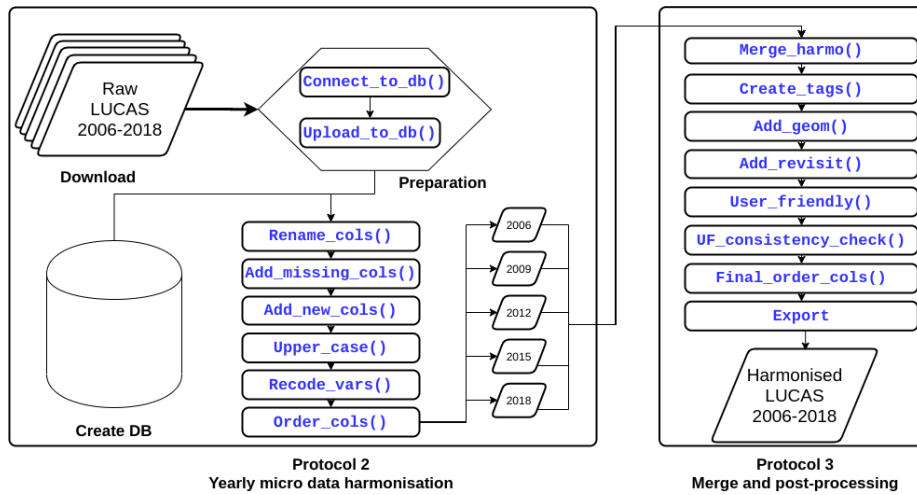 Raw
LUCAS
2006-2018
Download
Connect_to_db()
Upload_to_db()
Preparation
Create DB
Rename_cols()
Add_missing_cols()
Add_new_cols()
Upper_case()
Recode_vars()
Order_cols()
2006
2009
2012
2015
2018
Protocol 2
Yearly micro data harmonisation
Merge_harmo()
Create_tags()
Add_geom()
Add_revisit()
User_friendly()
UF_consistency_check()
Final_order_cols()
Export
Harmonised
LUCAS
2006-2018
Protocol 3
Merge and post-processing